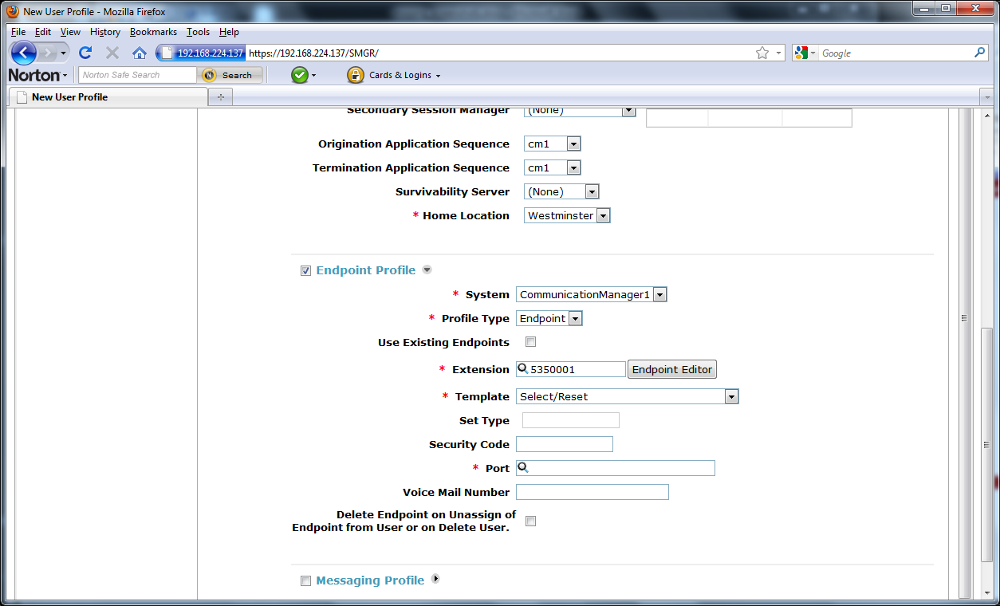 New User Profile - Mozilla Firefox
File Edit View History Bookmarks Tools Help
192.168.224.137 https://192.168.224.137/SMGR/ Google
Norton Norton Safe Search Search Cards & Logins
New User Profile
Secondary Session Manager (None)
Origination Application Sequence cm1
Termination Application Sequence cm1
Survivability Server (None)
* Home Location Westminster
Endpoint Profile
* System CommunicationManager1
* Profile Type Endpoint
Use Existing Endpoints
* Extension 5350001 Endpoint Editor
* Template Select/Reset
Set Type
Security Code
* Port
Voice Mail Number
Delete Endpoint on Unassign of
Endpoint from User or on Delete User.
Messaging Profile